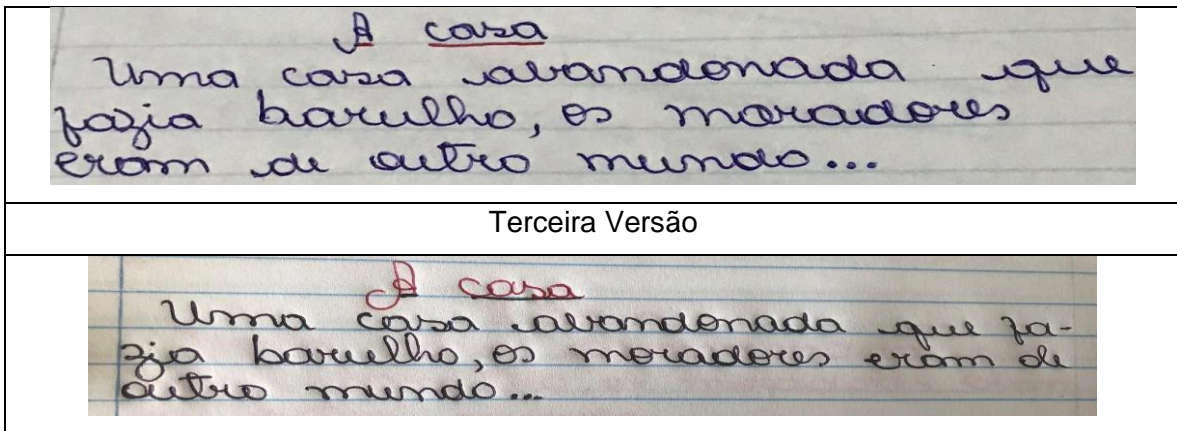 A casa
Uma casa abandonada que
fazia barulho, os moradores
eram de outro mundo...
Terceira Versão
A casa
Uma casa abandonada que fa-
zia barulho, os moradores eram de
outro mundo...